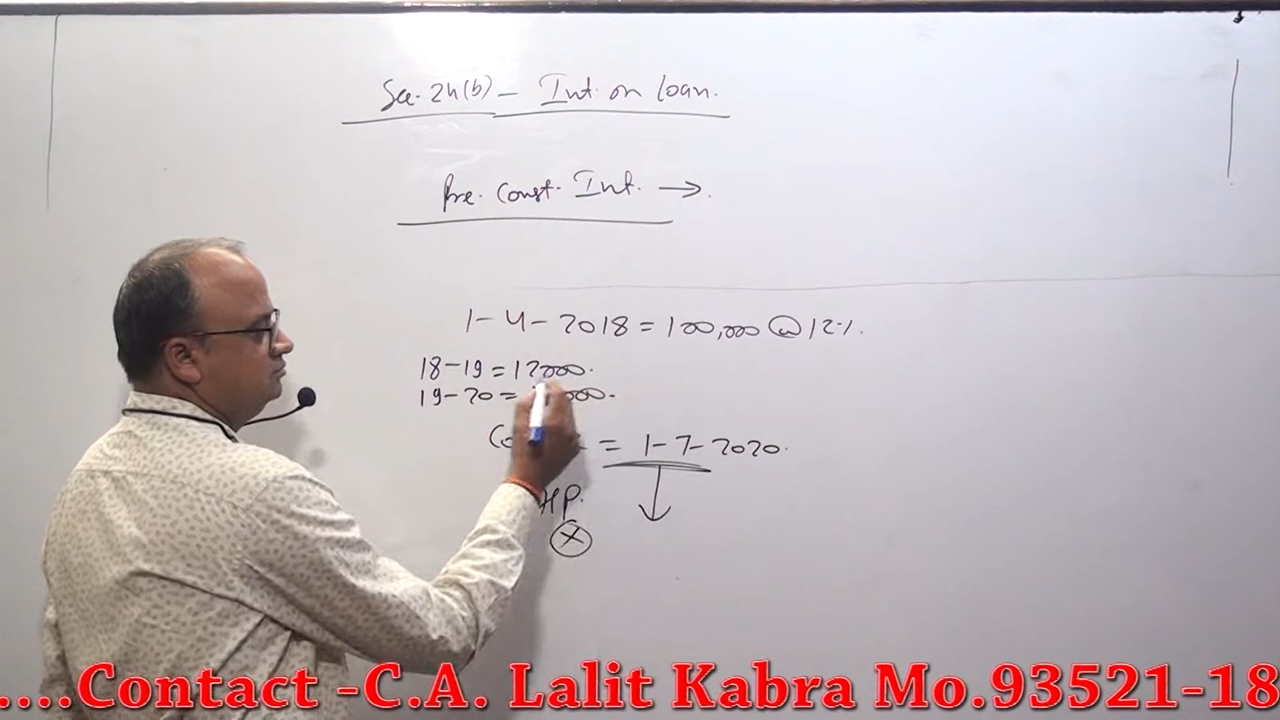 Sec. 24(b) - Int. on loan.
Pre. Const. Int. →
1-4-2018 = 100,000 @ 12%.
18-19 = 12000.
19-20 =
= 1-7-2020.
HP.
....Contact -C.A. Lalit Kabra Mo.93521-18